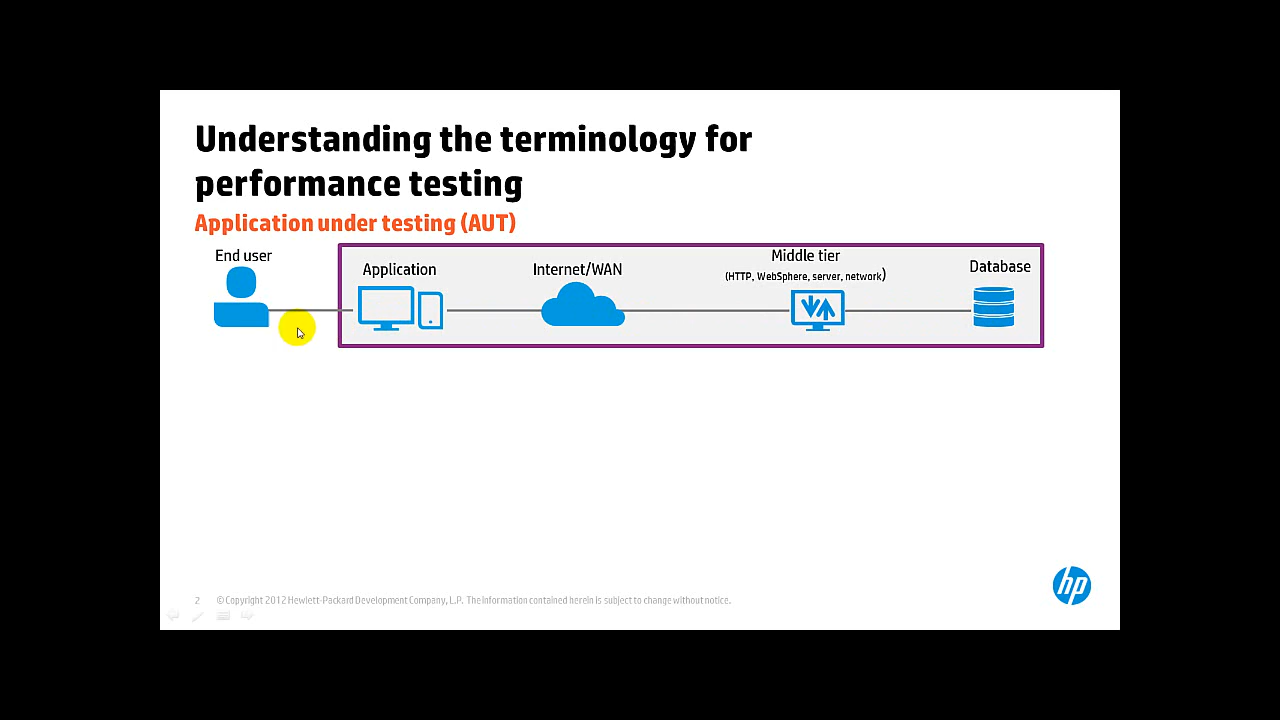 Understanding the terminology for
performance testing
Application under testing (AUT)
End user
Application
Internet/WAN
Middle tier
(HTTP, WebSphere, server, network)
Database
hp
2 © Copyright 2012 Hewlett-Packard Development Company, L.P. The information contained herein is subject to change without notice.